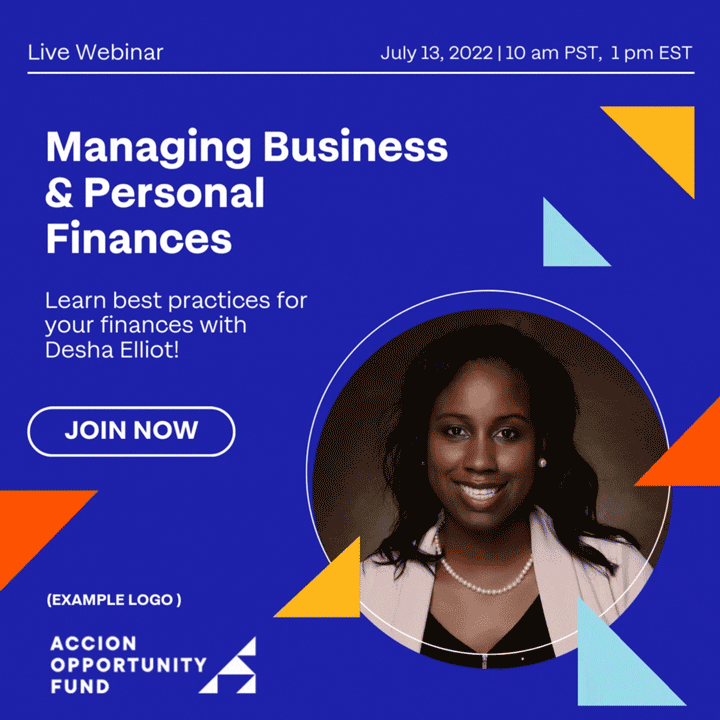 Live Webinar
July 13, 2022 | 10 am PST, 1 pm EST
Managing Business
& Personal
Finances
Learn best practices for
your finances with
Desha Elliot!
JOIN NOW
(EXAMPLE LOGO )
ACCION
OPPORTUNITY
FUND